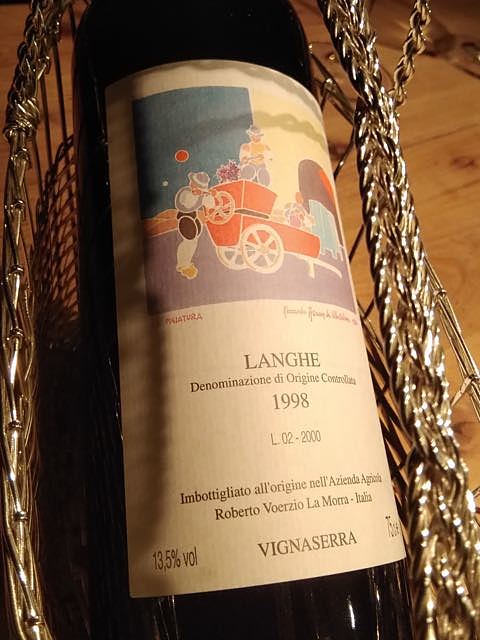 PIGIATURA
LANGHE
Denominazione di Origine Controllata
1998
L. 02 - 2000
Imbottigliato all'origine nell'Azienda Agricola
Roberto Voerzio La Morra - Italia
13,5% vol
VIGNASERRA
75cl e